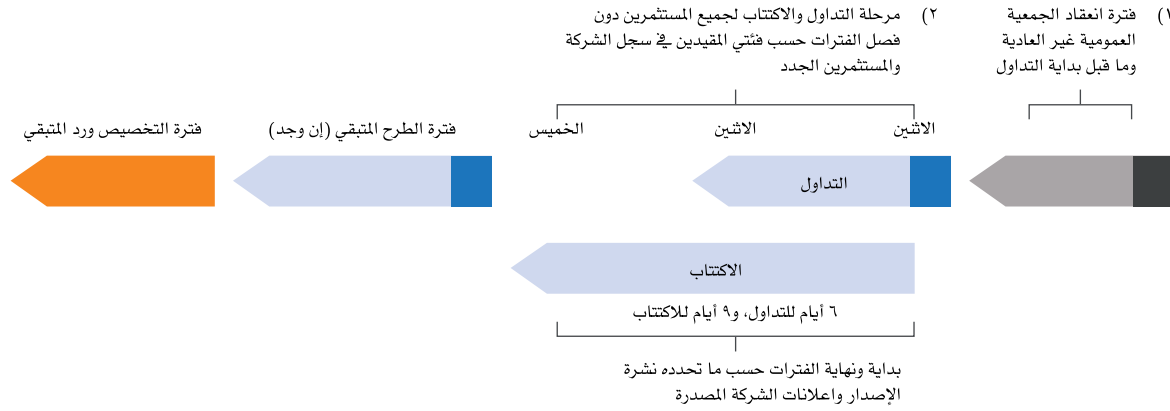 ١) فترة انعقاد الجمعية
العمومية غير العادية
وما قبل بداية التداول
٢) مرحلة التداول والاكتتاب لجميع المستثمرين دون
فصل الفترات حسب فئتي المقيدين في سجل الشركة
والمستثمرين الجدد
الاثنين
الاثنين
الخميس
فترة الطرح المتبقي (إن وجد)
فترة التخصيص ورد المتبقي
التداول
الاكتتاب
٦ أيام للتداول، و٩ أيام للاكتتاب
بداية ونهاية الفترات حسب ما تحدده نشرة
الإصدار واعلانات الشركة المصدرة